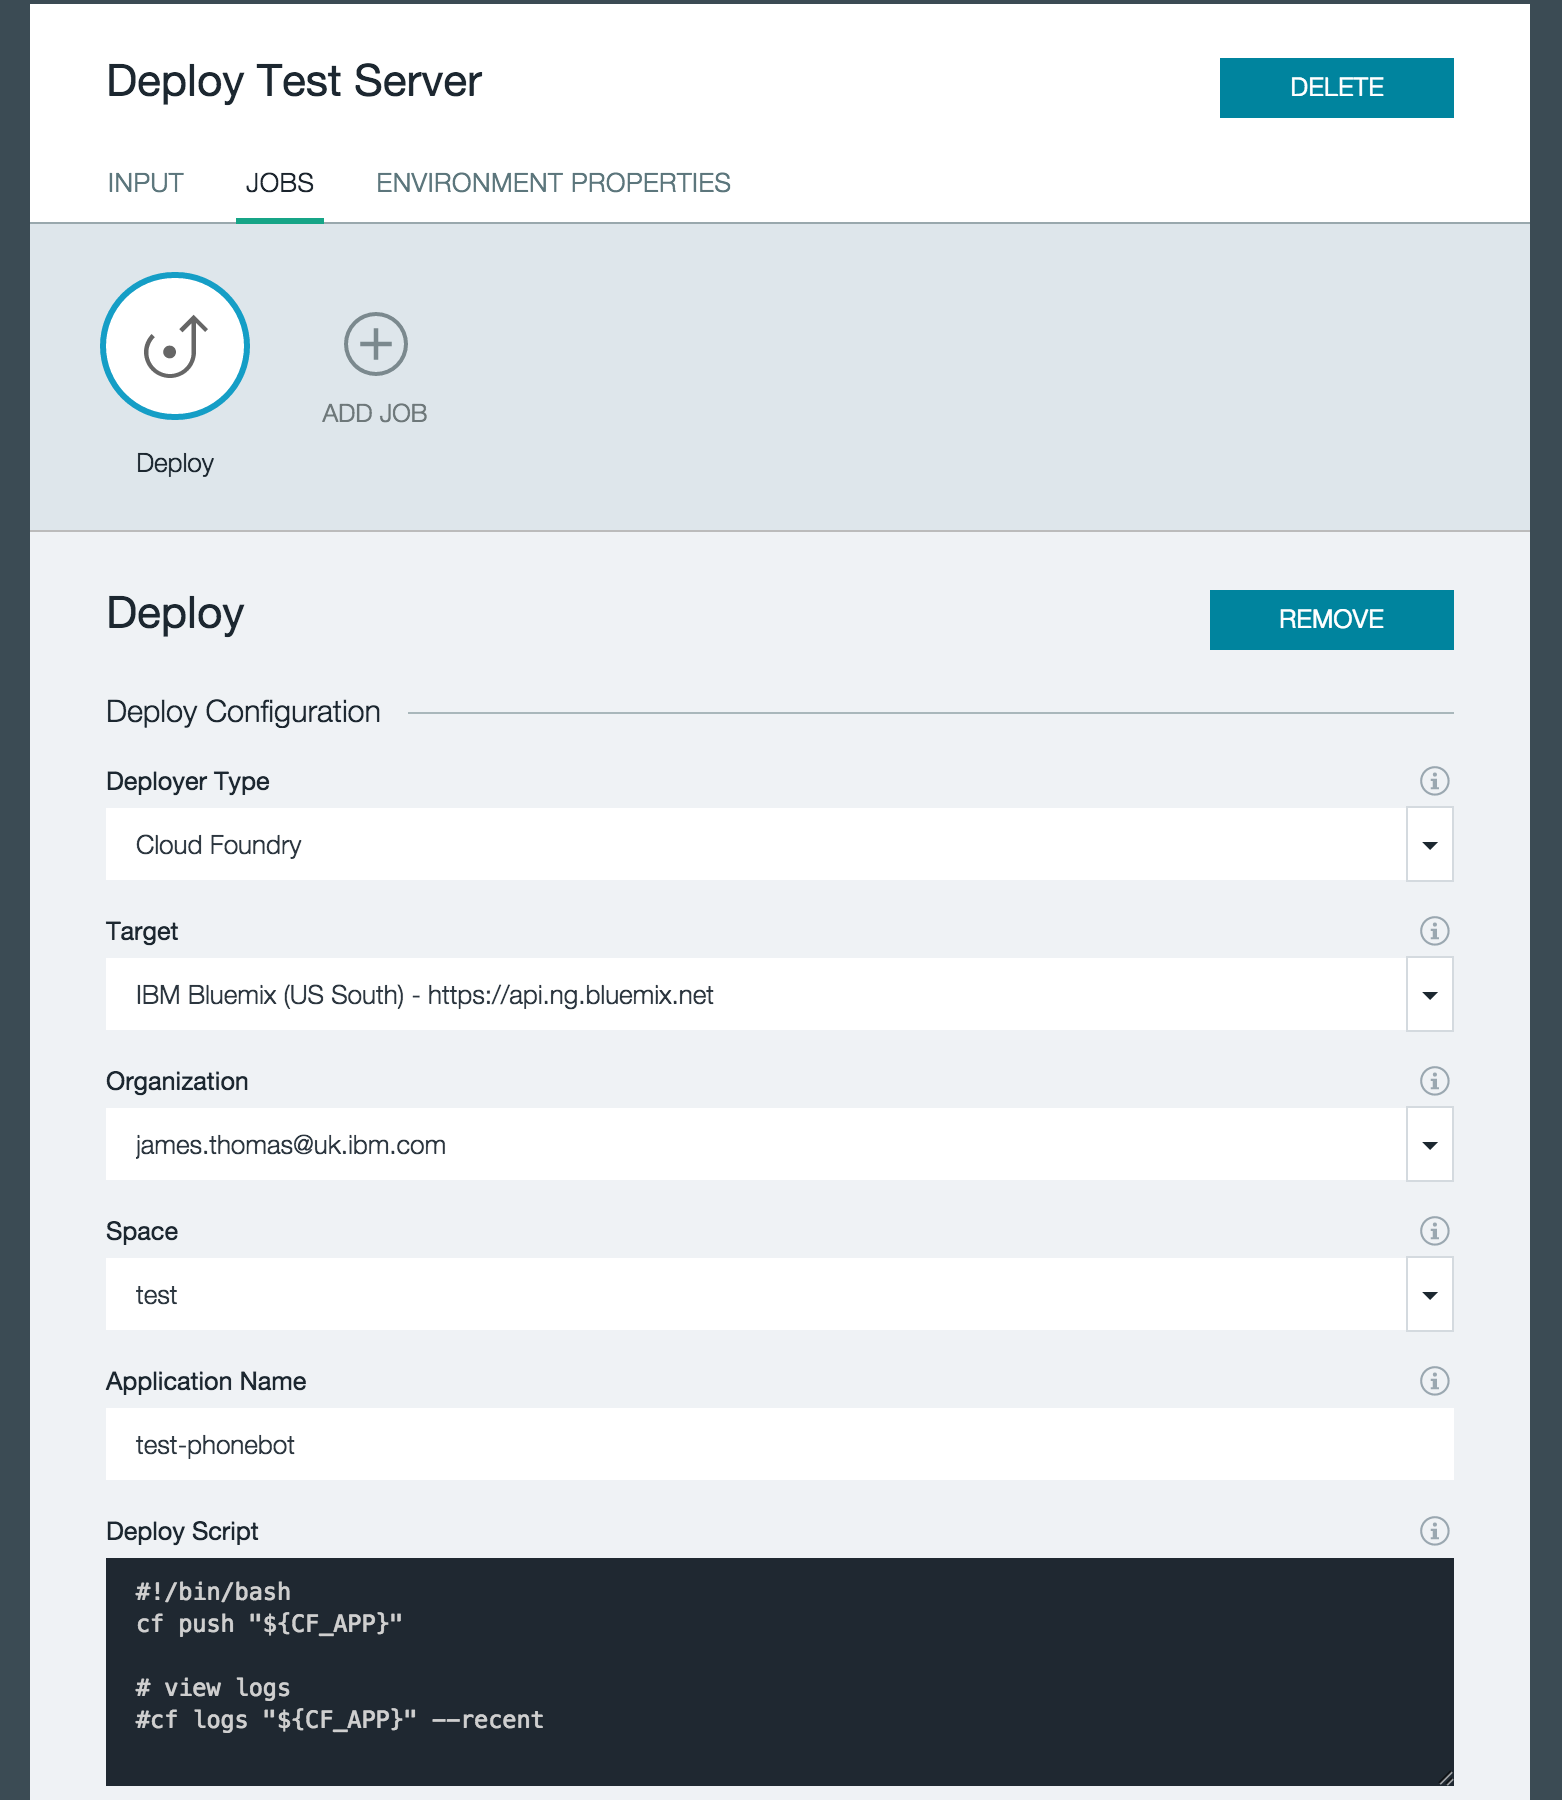 Deploy Test Server
DELETE
INPUT JOBS ENVIRONMENT PROPERTIES
ADD JOB
Deploy
Deploy
REMOVE
Deploy Configuration
Deployer Type
Cloud Foundry
Target
IBM Bluemix (US South) - https://api.ng.bluemix.net
Organization
james.thomas@uk.ibm.com
Space
test
Application Name
test-phonebot
Deploy Script
#!/bin/bash
cf push "${CF_APP}"
# view logs
#cf logs "${CF_APP}" --recent